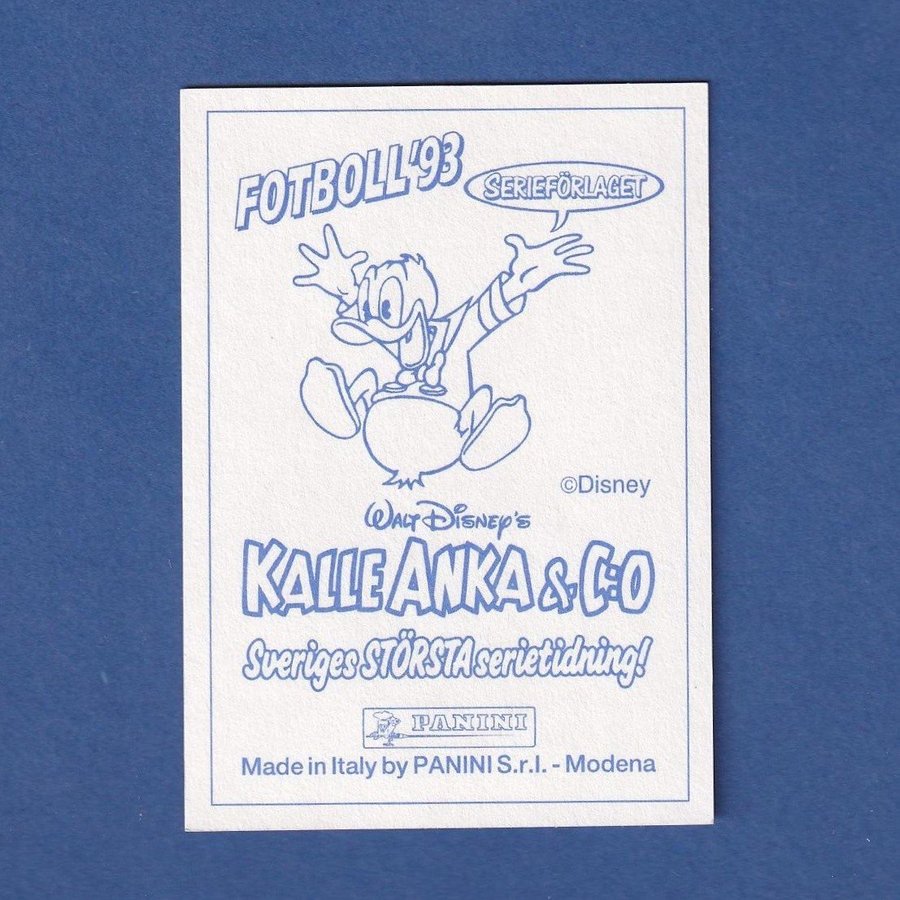 FOTBOLL'93
SERIEFÖRLAGET
©Disney
WALT DISNEY'S
KALLE ANKA & C:O
Sveriges STÖRSTA serietidning!
PANINI
Made in Italy by PANINI S.r.l. - Modena